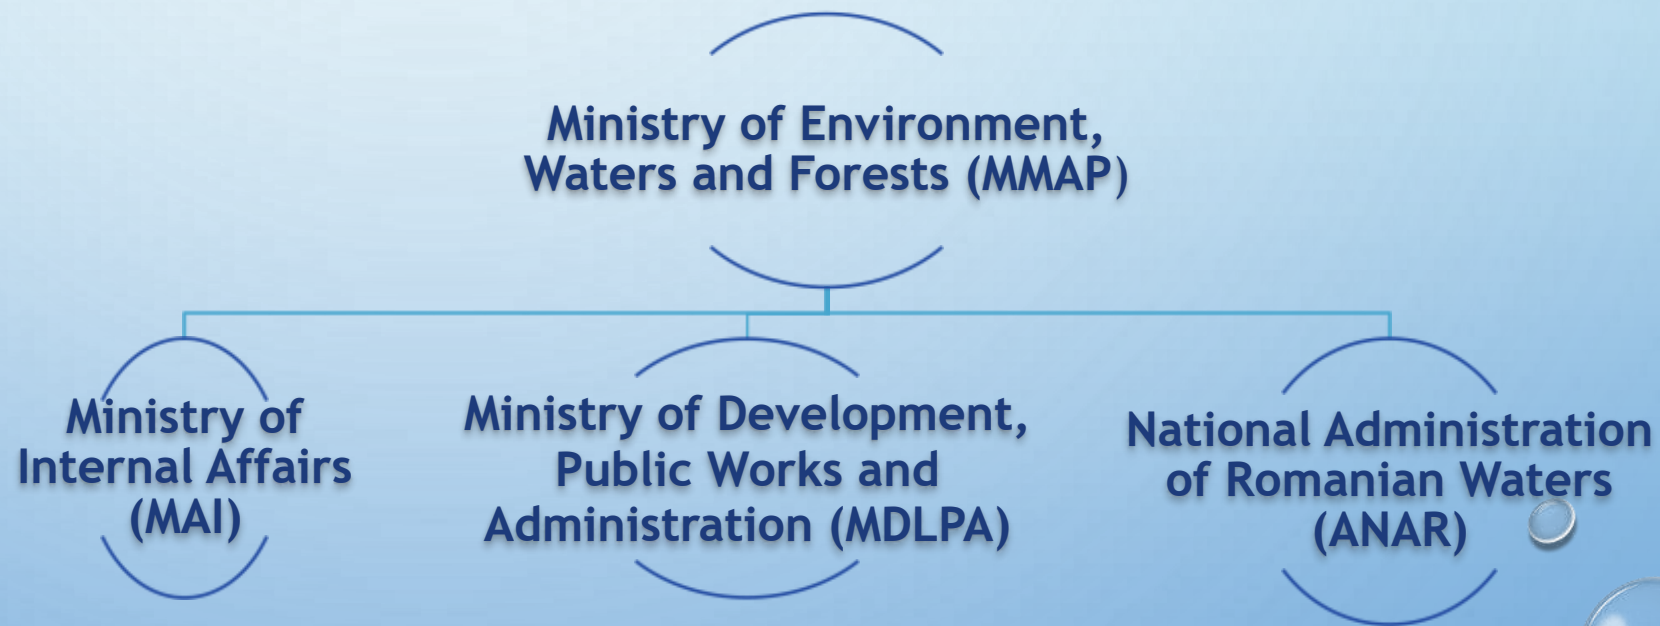 Ministry of Environment,
Waters and Forests (MMAP)
Ministry of
Internal Affairs
(MAI)
Ministry of Development,
Public Works and
Administration (MDLPA)
National Administration
of Romanian Waters
(ANAR)